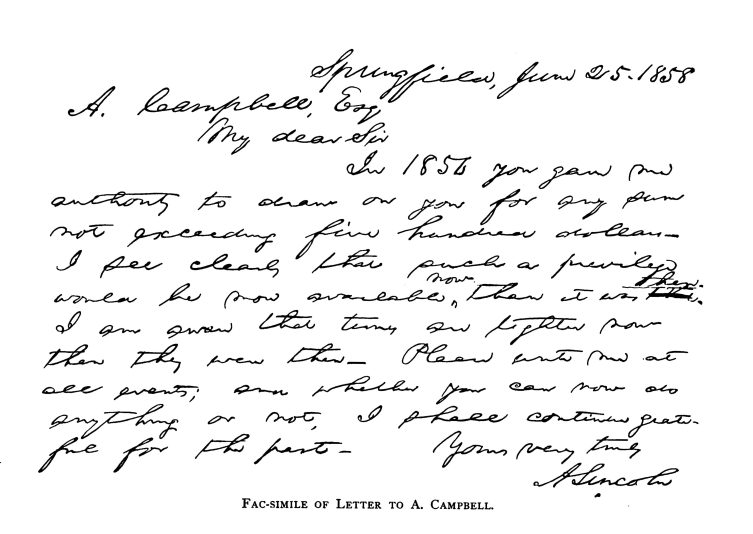 Springfield, June 25. 1858
A. Campbell, Esq
My dear Sir
In 1856 you gave me
authority to draw on you for any sum
not exceeding five hundred dollars—
I see clearly that such a previlege
would be more available now, than it was then.
I am aware that times are tighter now
than they were then— Please write me at
all events; and whether you can now do
anything or not, I shall continue grate-
ful for the past— Yours very truly
A. Lincoln
FAC-SIMILE OF LETTER TO A. CAMPBELL.